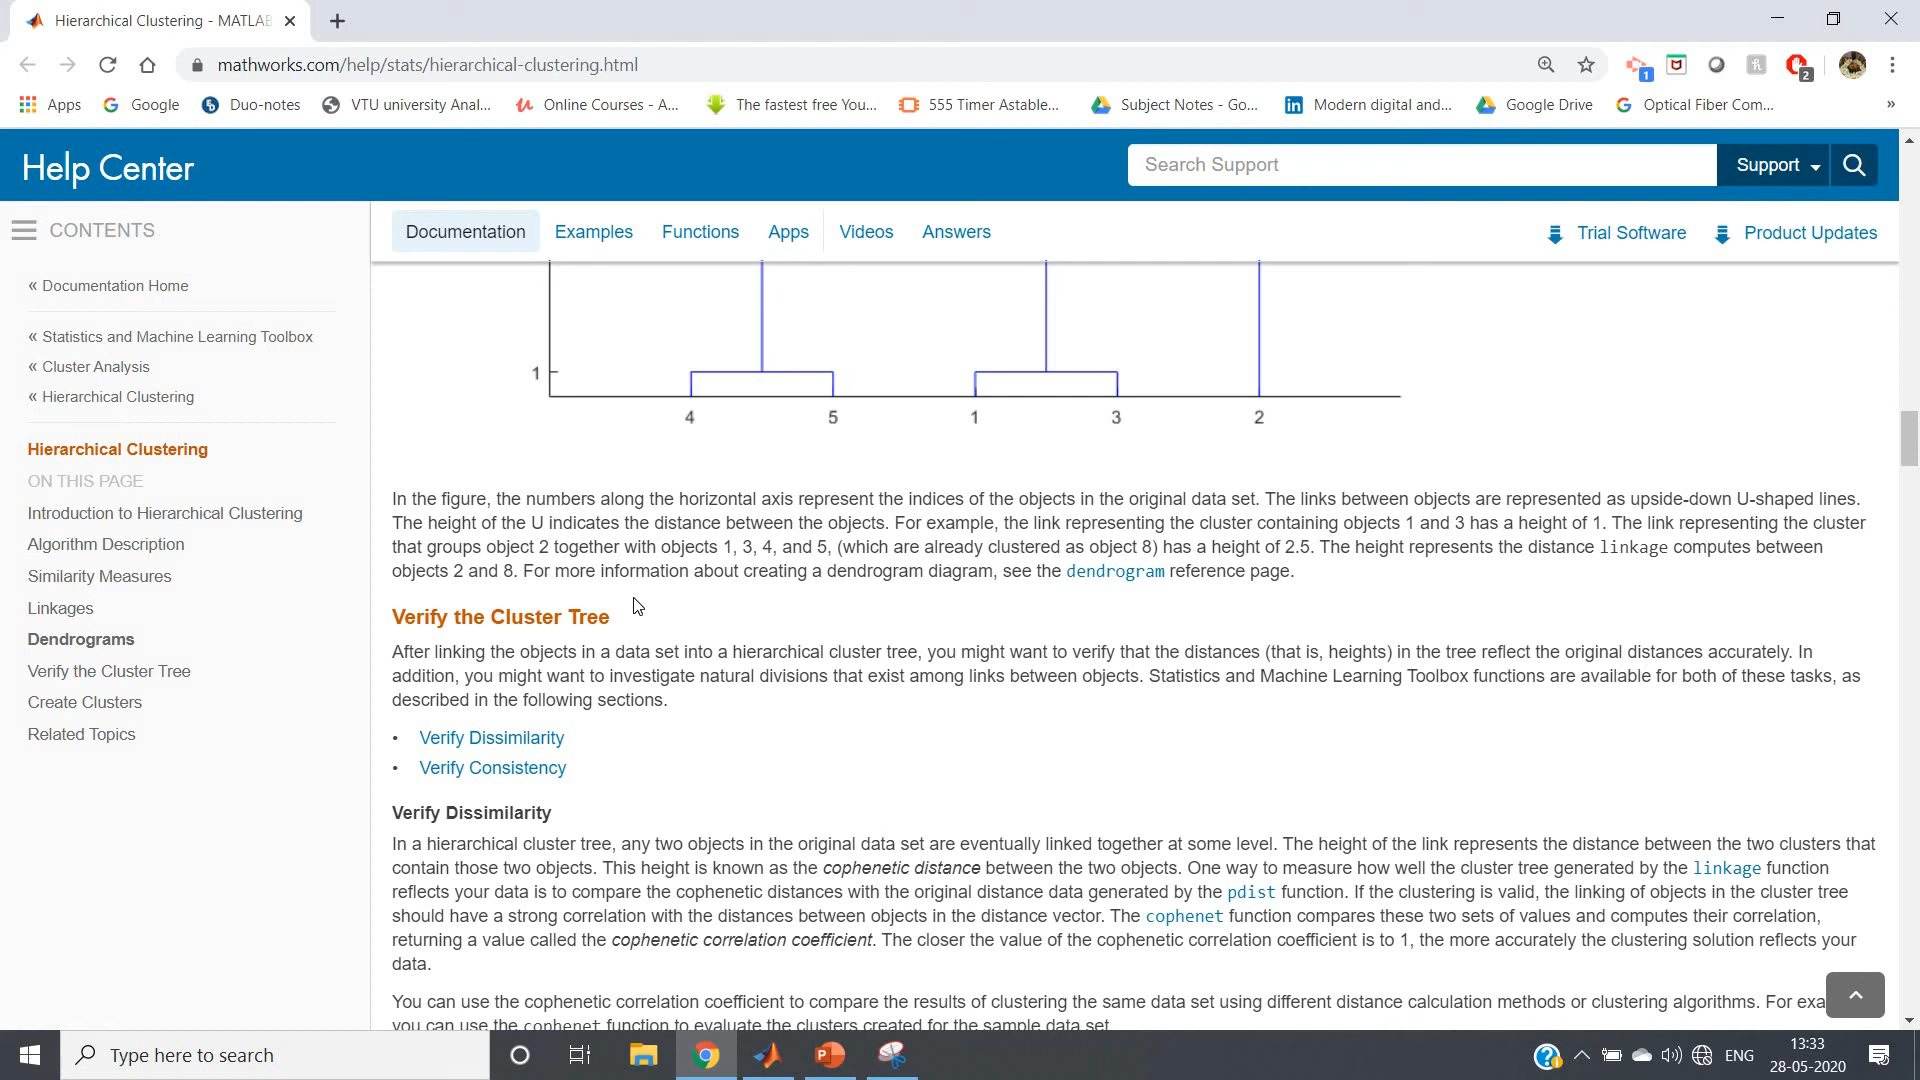 Hierarchical Clustering - MATLAB
mathworks.com/help/stats/hierarchical-clustering.html
1
2
Apps
Google
Duo-notes
VTU university Anal...
Online Courses - A...
The fastest free You...
555 Timer Astable...
Subject Notes - Go...
Modern digital and...
Google Drive
Optical Fiber Com...
»
Help Center
Search Support
Support
CONTENTS
Documentation
Examples
Functions
Apps
Videos
Answers
Trial Software
Product Updates
« Documentation Home
« Statistics and Machine Learning Toolbox
« Cluster Analysis
« Hierarchical Clustering
Hierarchical Clustering
ON THIS PAGE
Introduction to Hierarchical Clustering
Algorithm Description
Similarity Measures
Linkages
Dendrograms
Verify the Cluster Tree
Create Clusters
Related Topics
1
4 5 1 3 2
In the figure, the numbers along the horizontal axis represent the indices of the objects in the original data set. The links between objects are represented as upside-down U-shaped lines.
The height of the U indicates the distance between the objects. For example, the link representing the cluster containing objects 1 and 3 has a height of 1. The link representing the cluster
that groups object 2 together with objects 1, 3, 4, and 5, (which are already clustered as object 8) has a height of 2.5. The height represents the distance linkage computes between
objects 2 and 8. For more information about creating a dendrogram diagram, see the dendrogram reference page.
Verify the Cluster Tree
After linking the objects in a data set into a hierarchical cluster tree, you might want to verify that the distances (that is, heights) in the tree reflect the original distances accurately. In
addition, you might want to investigate natural divisions that exist among links between objects. Statistics and Machine Learning Toolbox functions are available for both of these tasks, as
described in the following sections.
• Verify Dissimilarity
• Verify Consistency
Verify Dissimilarity
In a hierarchical cluster tree, any two objects in the original data set are eventually linked together at some level. The height of the link represents the distance between the two clusters that
contain those two objects. This height is known as the cophenetic distance between the two objects. One way to measure how well the cluster tree generated by the linkage function
reflects your data is to compare the cophenetic distances with the original distance data generated by the pdist function. If the clustering is valid, the linking of objects in the cluster tree
should have a strong correlation with the distances between objects in the distance vector. The cophenet function compares these two sets of values and computes their correlation,
returning a value called the cophenetic correlation coefficient. The closer the value of the cophenetic correlation coefficient is to 1, the more accurately the clustering solution reflects your
data.
You can use the cophenetic correlation coefficient to compare the results of clustering the same data set using different distance calculation methods or clustering algorithms. For exa
you can use the cophenet function to evaluate the clusters created for the sample data set.
Type here to search
ENG
13:33
28-05-2020